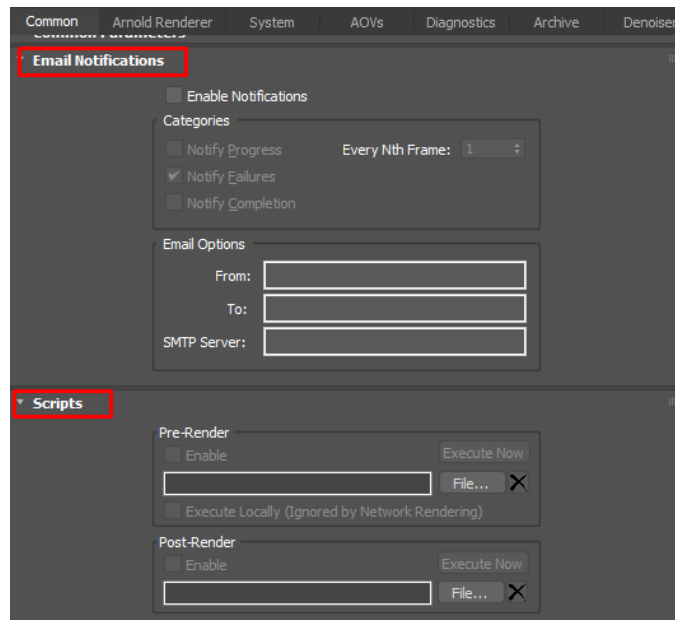 Common Arnold Renderer System AOVs Diagnostics Archive Denoiser
Common Parameters
Email Notifications
Enable Notifications
Categories
Notify Progress Every Nth Frame: 1
Notify Failures
Notify Completion
Email Options
From:
To:
SMTP Server:
Scripts
Pre-Render
Enable Execute Now
File...
Execute Locally (Ignored by Network Rendering)
Post-Render
Enable Execute Now
File...